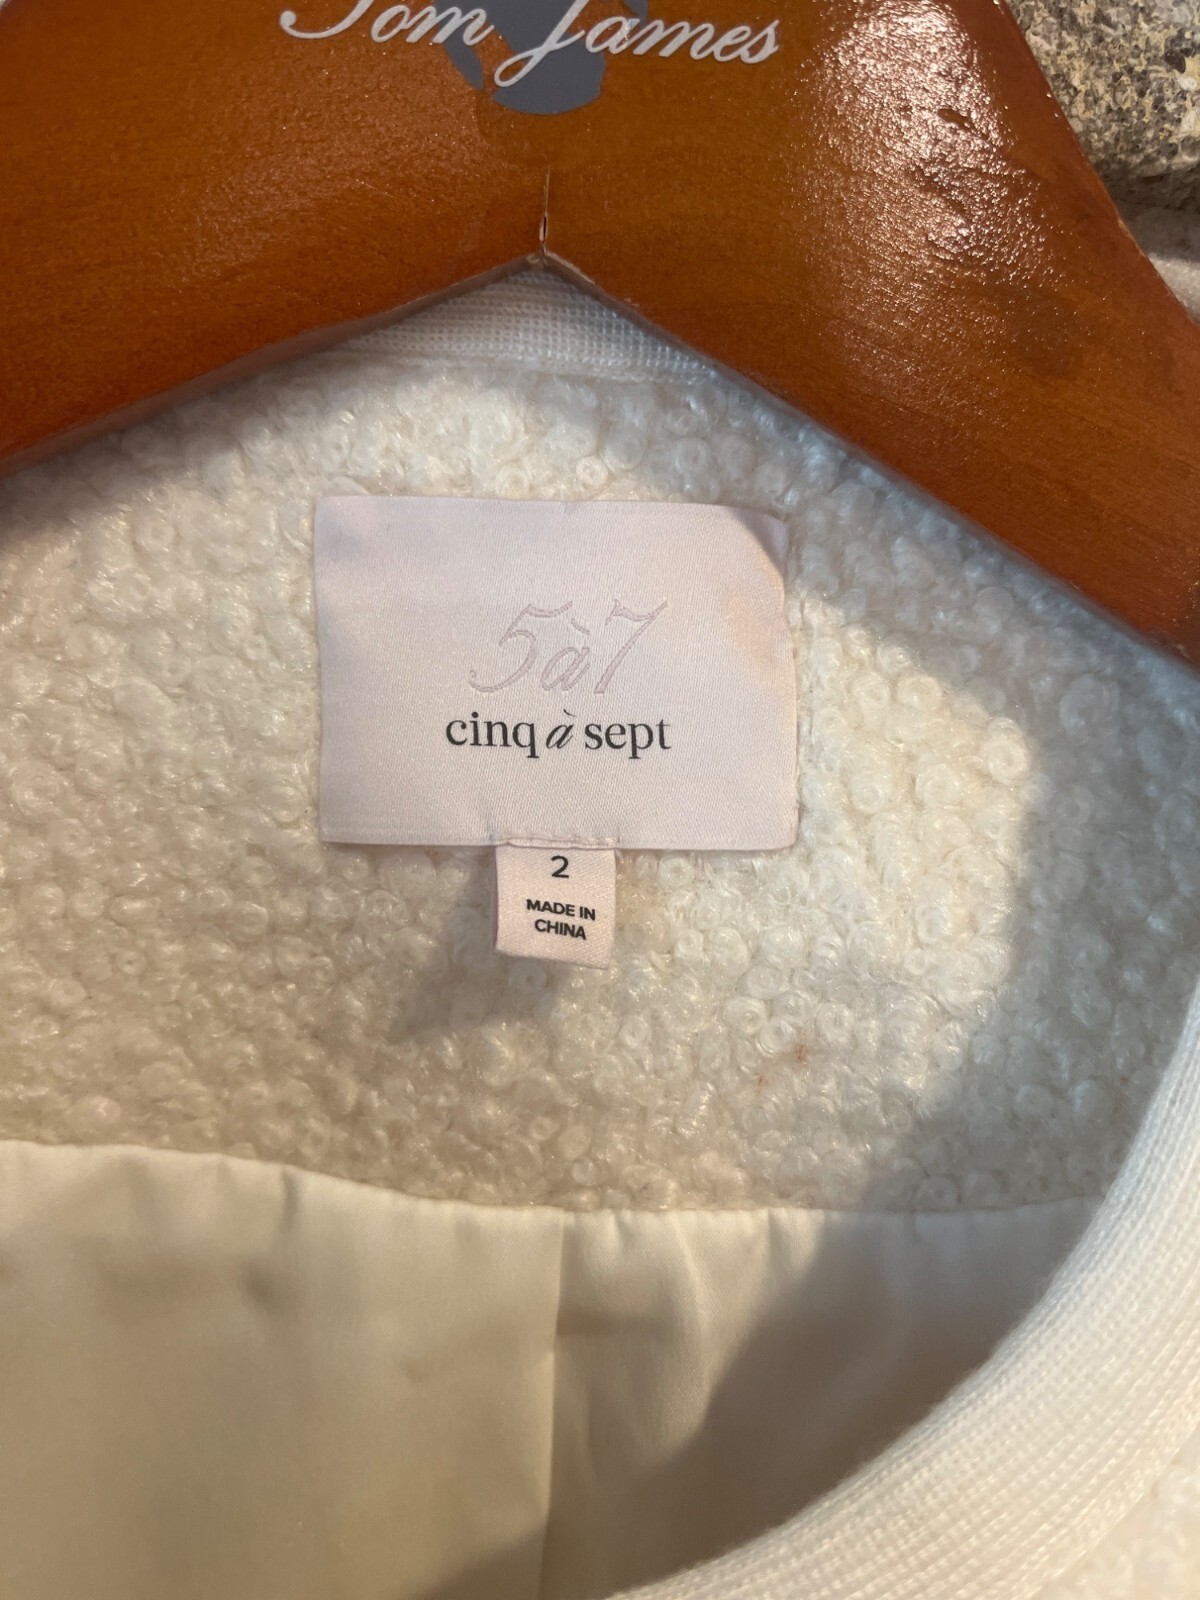 Tom James
5à7
cinq à sept
2
MADE IN
CHINA